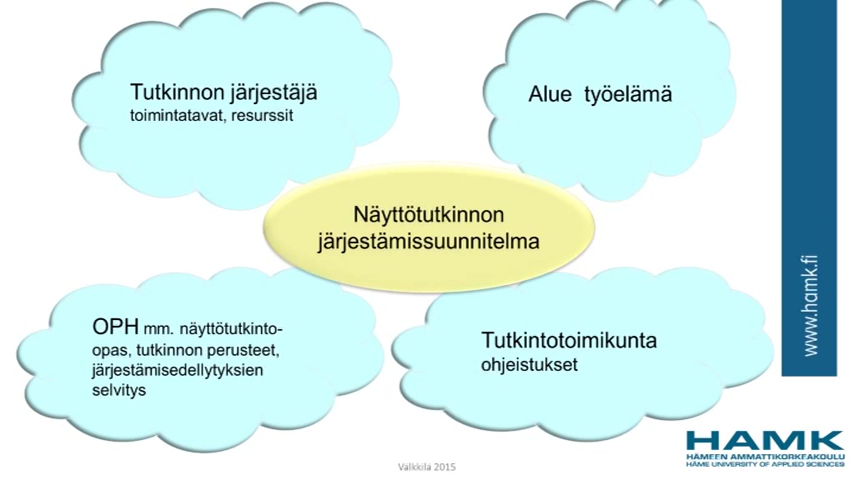 Tutkinnon järjestäjä
toimintatavat, resurssit
Alue työelämä
Näyttötutkinnon
järjestämissuunnitelma
OPH mm. näyttötutkinto-
opas, tutkinnon perusteet,
järjestämisedellytyksien
selvitys
Tutkintotoimikunta
ohjeistukset
www.hamk.fi
HAMK
HÄMEEN AMMATTIKORKEAKOULU
HÄME UNIVERSITY OF APPLIED SCIENCES
Välkkilä 2015